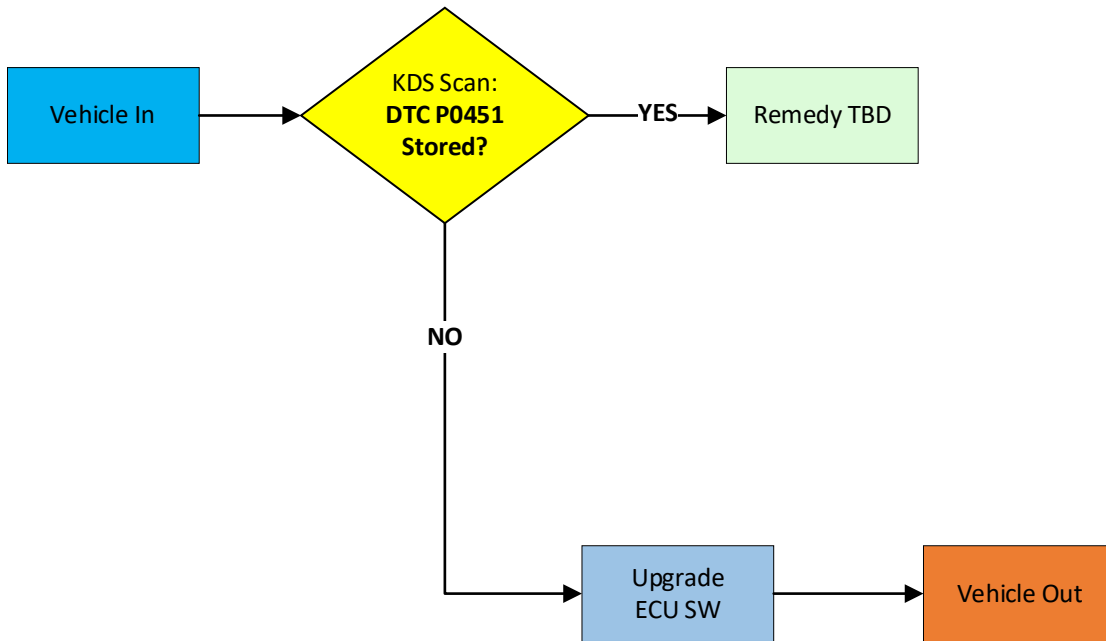 Vehicle In
KDS Scan:
DTC P0451
Stored?
YES
Remedy TBD
NO
Upgrade
ECU SW
Vehicle Out